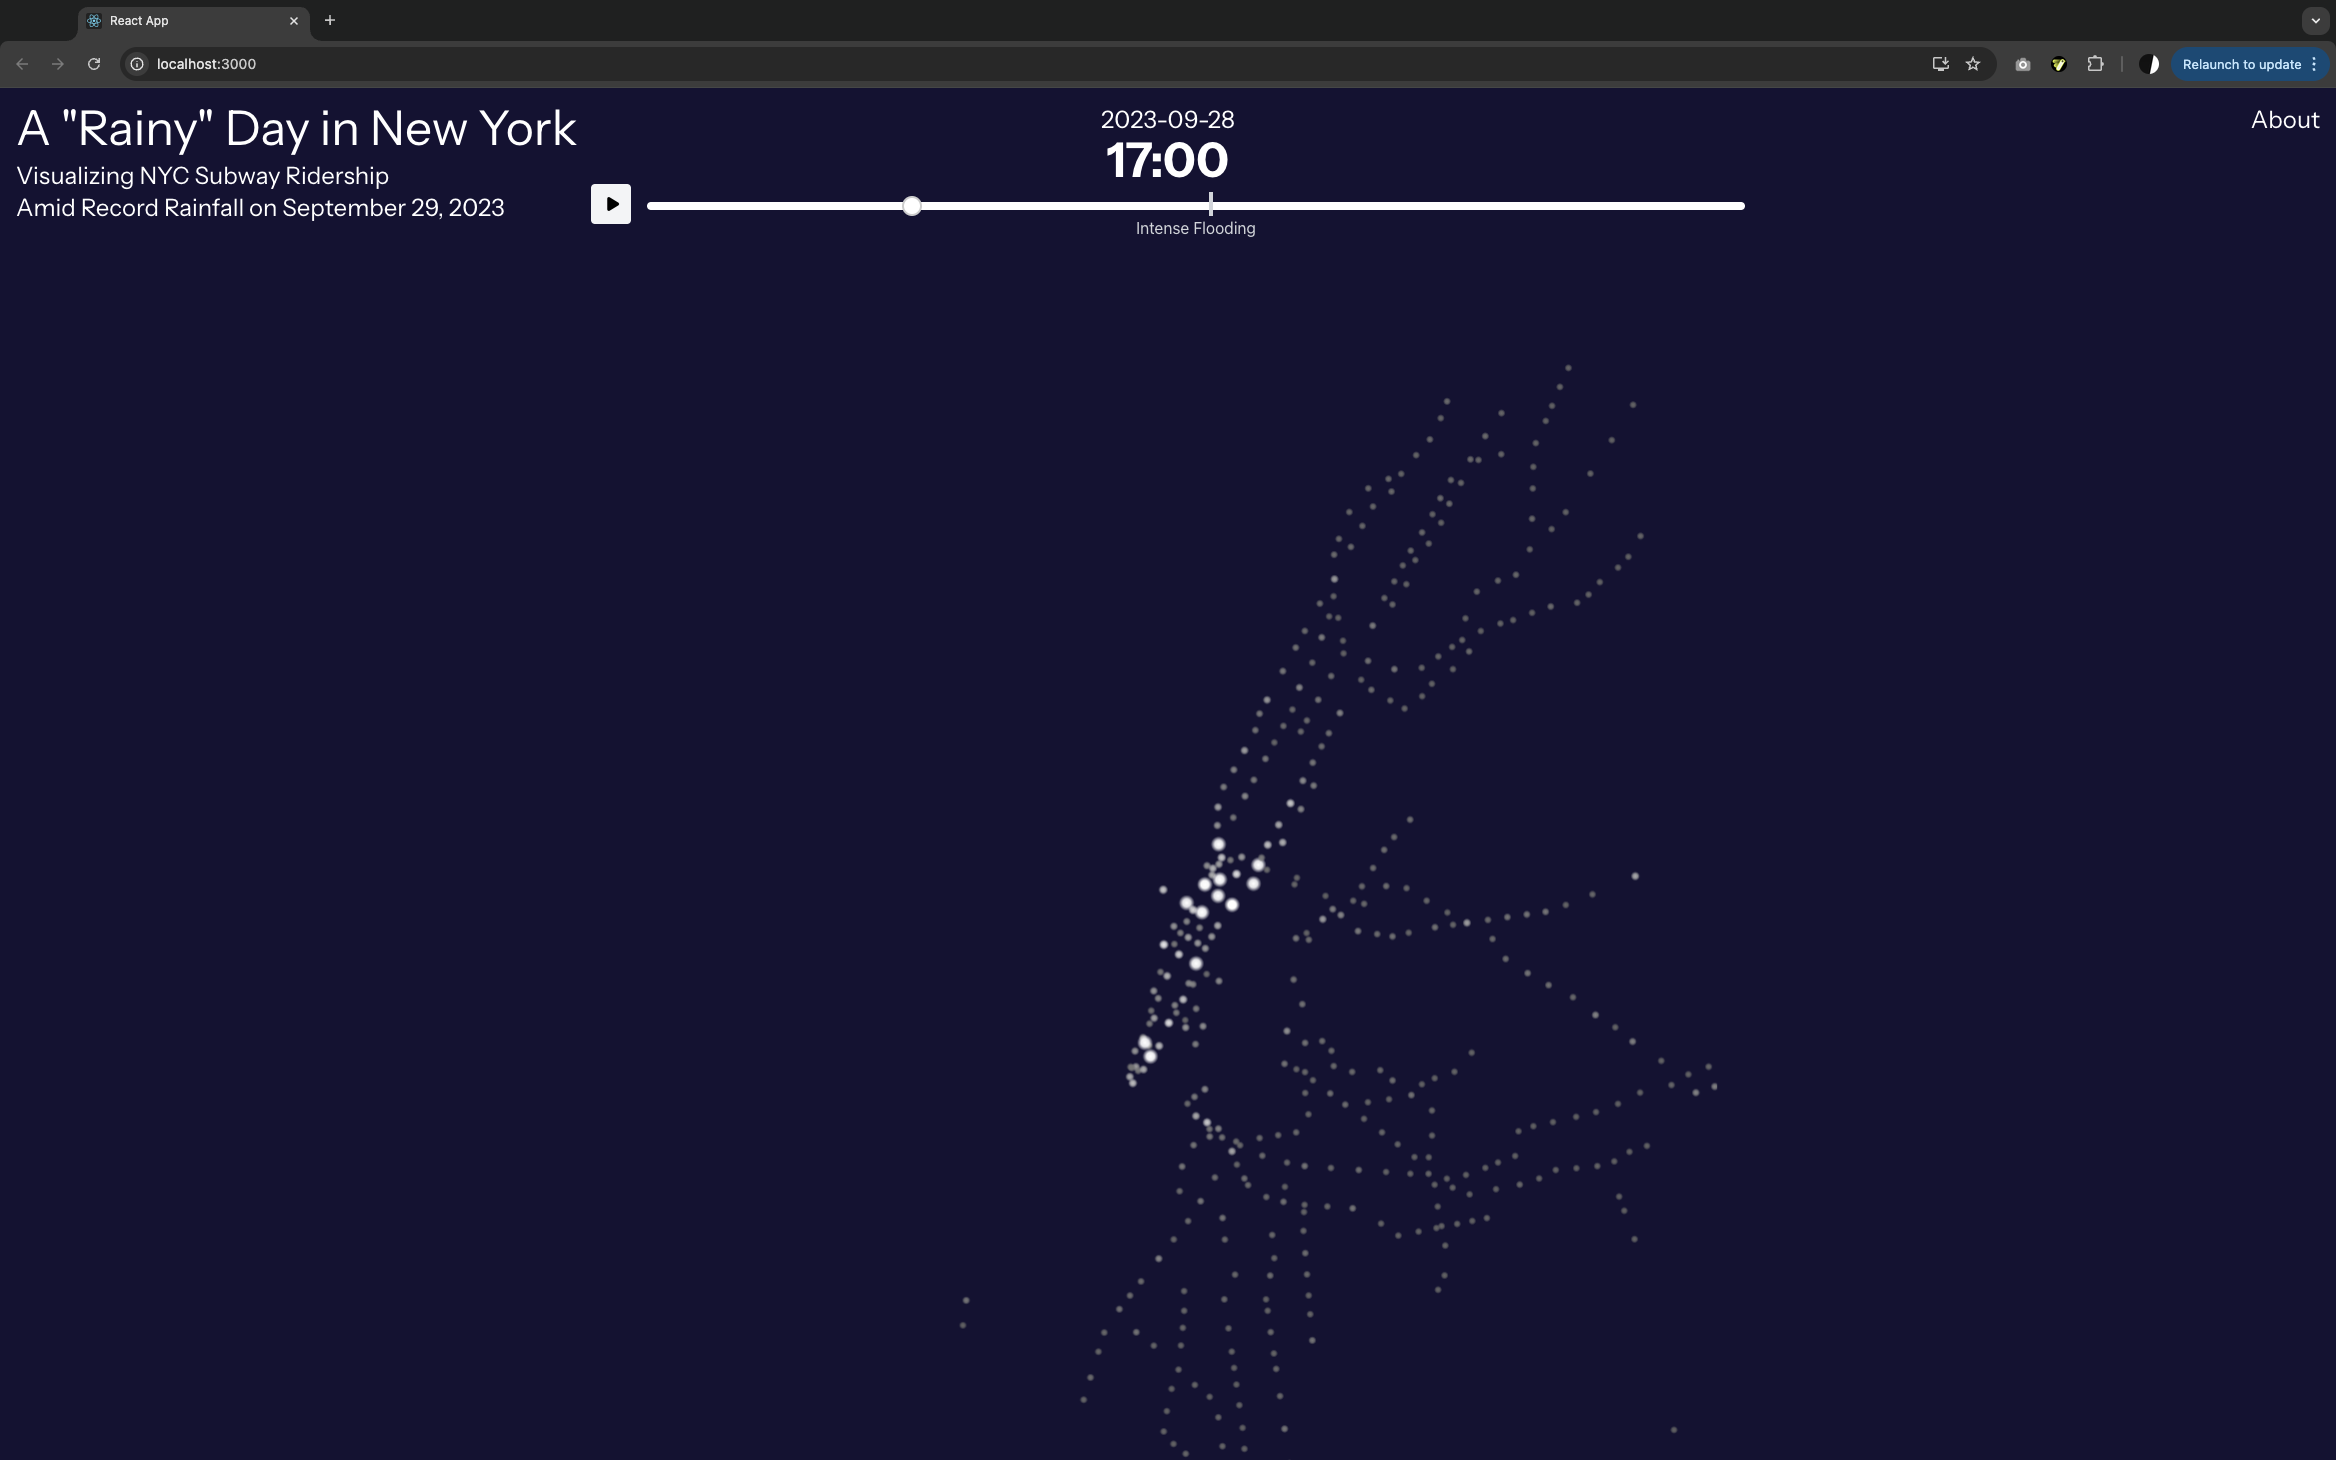 React App
localhost:3000
Relaunch to update
A "Rainy" Day in New York
Visualizing NYC Subway Ridership
Amid Record Rainfall on September 29, 2023
2023-09-28
17:00
Intense Flooding
About